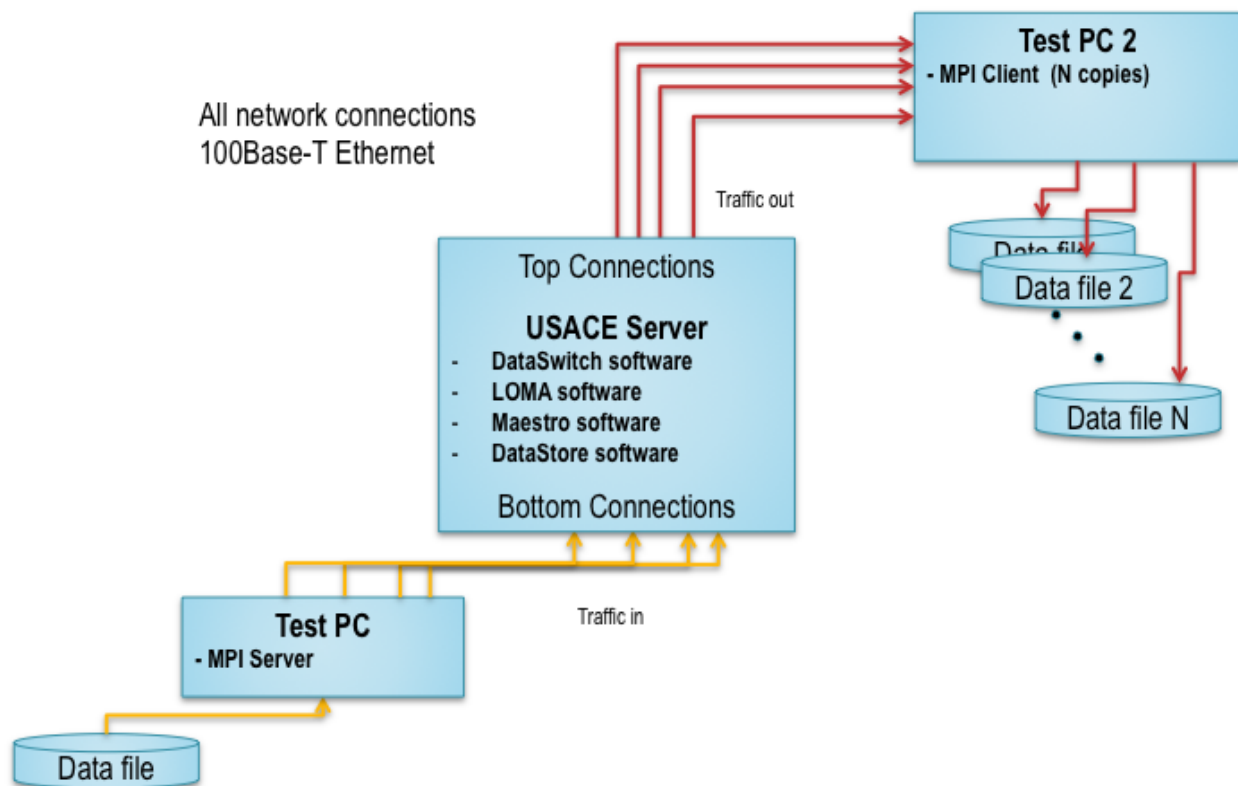 Test PC 2
- MPI Client  (N copies)
All network connections
100Base-T Ethernet
Traffic out
Data file
Data file 2
Data file N
Top Connections
USACE Server
- DataSwitch software
- LOMA software
- Maestro software
- DataStore software
Bottom Connections
Traffic in
Test PC
- MPI Server
Data file